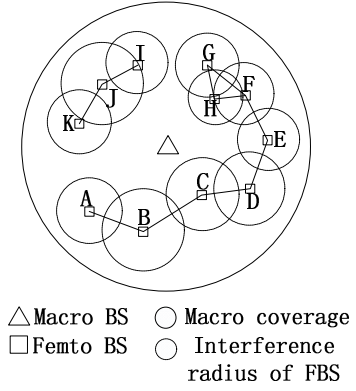 I
G
J
F
H
K
E
A
B
C
D
Macro BS
Macro coverage
Femto BS
Interference
radius of FBS